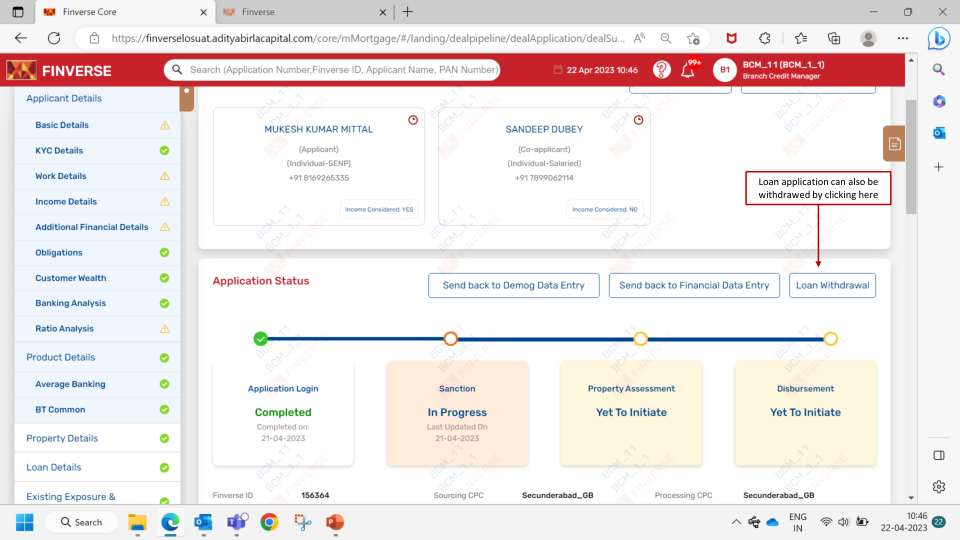 Finverse Core
Finverse
https://finverselosuat.adityabirlacapital.com/core/mMortgage/#/landing/dealpipeline/dealApplication/dealSu...
FINVERSE
Search (Application Number,Finverse ID, Applicant Name, PAN Number)
22 Apr 2023 10:46
99+
B1
BCM_11 (BCM_1_1)
Branch Credit Manager
Applicant Details
Basic Details
KYC Details
Work Details
Income Details
Additional Financial Details
Obligations
Customer Wealth
Banking Analysis
Ratio Analysis
Product Details
Average Banking
BT Common
Property Details
Loan Details
Existing Exposure &
MUKESH KUMAR MITTAL
(Applicant)
(Individual-SENP)
+91 8169265335
Income Considered: YES
SANDEEP DUBEY
(Co-applicant)
(Individual-Salaried)
+91 7899062114
Income Considered: NO
Loan application can also be
withdrawed by clicking here
Application Status
Send back to Demog Data Entry
Send back to Financial Data Entry
Loan Withdrawal
Application Login
Completed
Completed on:
21-04-2023
Sanction
In Progress
Last Updated On
21-04-2023
Property Assessment
Yet To Initiate
Disbursement
Yet To Initiate
Finverse ID 156364
Sourcing CPC Secunderabad_GB
Processing CPC Secunderabad_GB
BCM_11
BCM_1_1
FINVERSE
Search
ENG
IN
10:46
22-04-2023
22